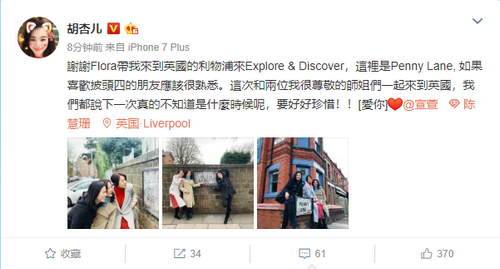 胡杏儿
8分钟前 来自 iPhone 7 Plus
謝謝Flora帶我來到英國的利物浦來Explore & Discover，這裡是Penny Lane, 如果
喜歡披頭四的朋友應該很熟悉。這次和兩位我很尊敬的師姐們一起來到英國，我
們都說下一次真的不知道是什麼時候呢，要好好珍惜！！[愛你]❤@宣萱 陈
慧珊 英国·Liverpool
PENNY LANE
收藏 34 61 370